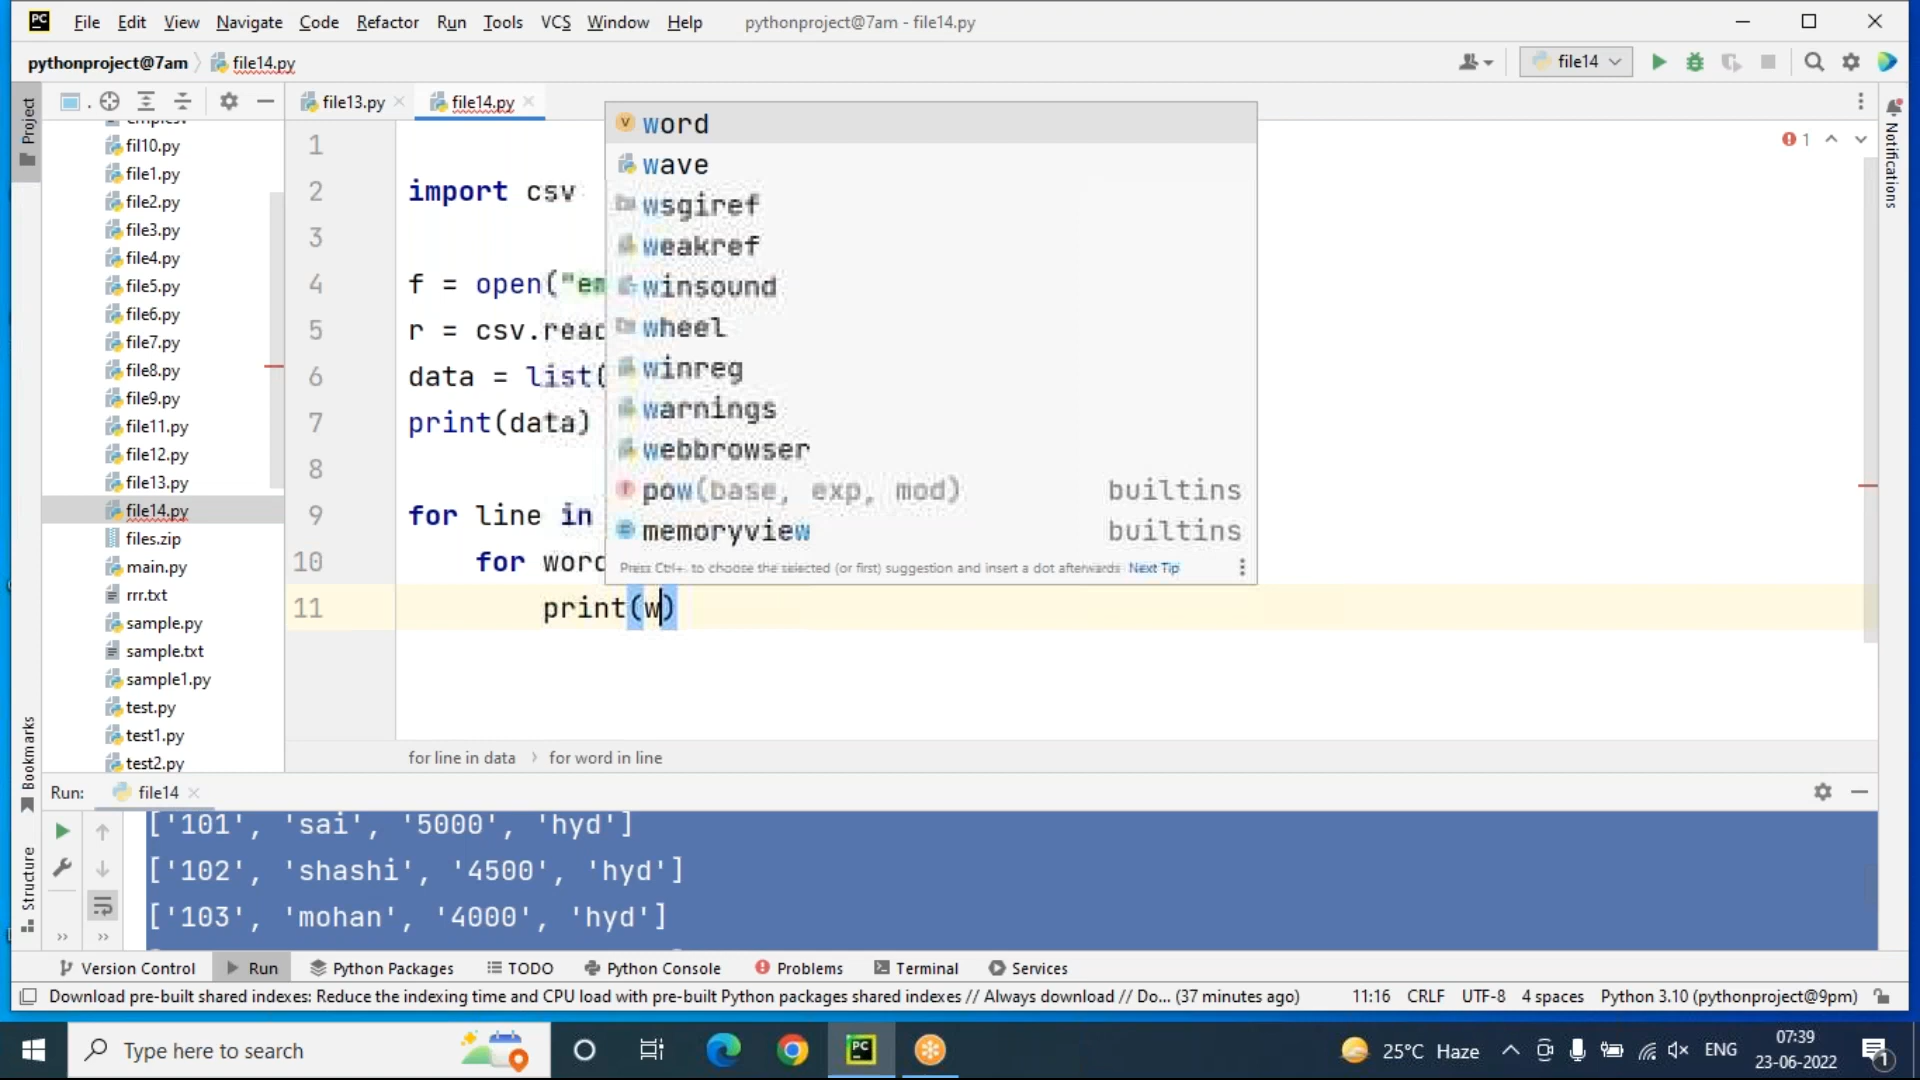 PC File Edit View Navigate Code Refactor Run Tools VCS Window Help pythonproject@7am - file14.py
pythonproject@7am file14.py file14
Project file13.py file14.py
fil10.py
file1.py
file2.py
file3.py
file4.py
file5.py
file6.py
file7.py
file8.py
file9.py
file11.py
file12.py
file13.py
file14.py
files.zip
main.py
rrr.txt
sample.py
sample.txt
sample1.py
test.py
test1.py
test2.py
1
2 import csv
3
4 f = open("em
5 r = csv.read
6 data = list(
7 print(data)
8
9 for line in
10 for word
11 print(w)
word
wave
wsgiref
weakref
winsound
wheel
winreg
warnings
webbrowser
pow(base, exp, mod) builtins
memoryview builtins
Press Ctrl+. to choose the selected (or first) suggestion and insert a dot afterwards Next Tip
1
Notifications
for line in data for word in line
Bookmarks
Structure
Run: file14
['101', 'sai', '5000', 'hyd']
['102', 'shashi', '4500', 'hyd']
['103', 'mohan', '4000', 'hyd']
Version Control Run Python Packages TODO Python Console Problems Terminal Services
Download pre-built shared indexes: Reduce the indexing time and CPU load with pre-built Python packages shared indexes // Always download // Do... (37 minutes ago) 11:16 CRLF UTF-8 4 spaces Python 3.10 (pythonproject@9pm)
Type here to search PC 25°C Haze ENG 07:39
23-06-2022 1